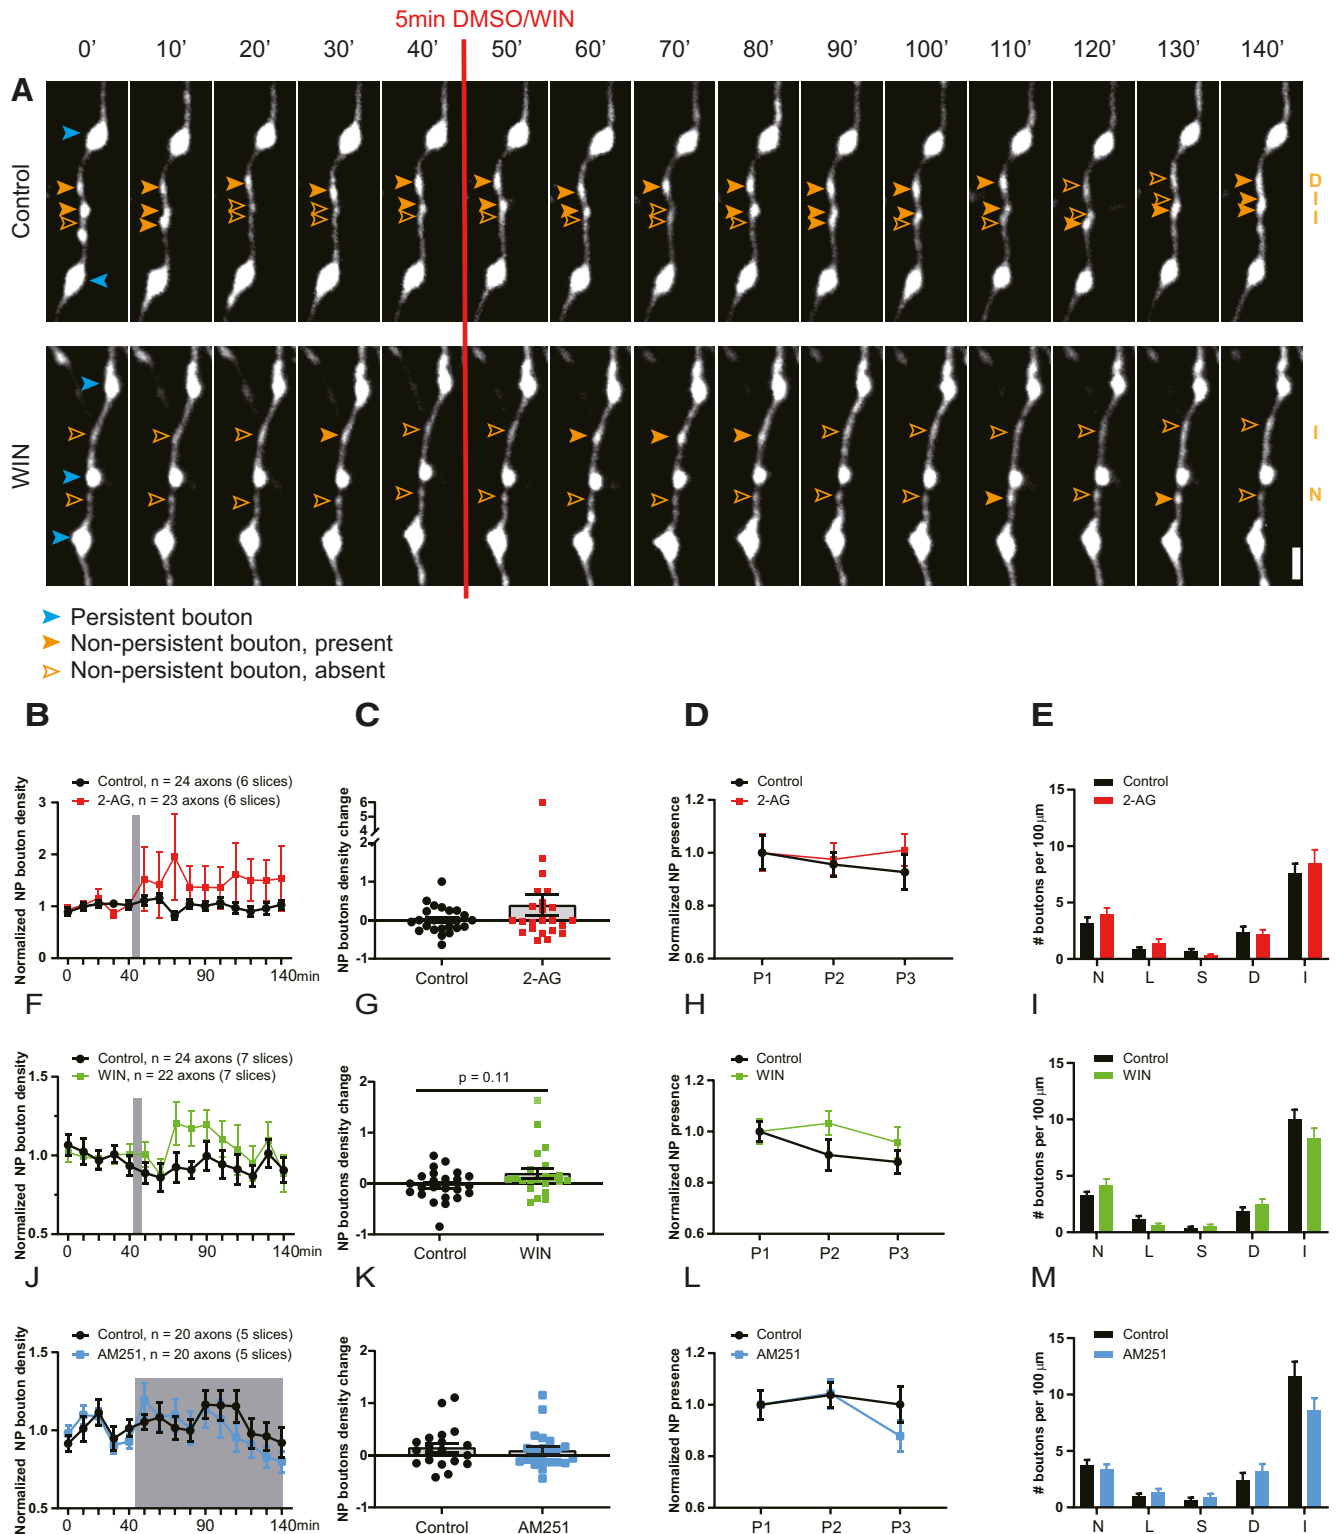 5min DMSO/WIN
0' 10' 20' 30' 40' 50' 60' 70' 80' 90' 100' 110' 120' 130' 140'
A
Control
D
I
I
WIN
I
N
Persistent bouton
Non-persistent bouton, present
Non-persistent bouton, absent
B
Normalized NP bouton density
Control, n = 24 axons (6 slices)
2-AG, n = 23 axons (6 slices)
3
2
1
0
0 40 90 140min
C
NP boutons density change
6
4
2
1
0
-1
Control 2-AG
D
Normalized NP presence
Control
2-AG
1.2
1.0
0.8
0.6
P1 P2 P3
E
# boutons per 100 µm
Control
2-AG
15
10
5
0
N L S D I
F
Normalized NP bouton density
Control, n = 24 axons (7 slices)
WIN, n = 22 axons (7 slices)
1.5
1.0
0.5
0 40 90 140min
G
NP boutons density change
p = 0.11
2
1
0
-1
Control WIN
H
Normalized NP presence
Control
WIN
1.2
1.0
0.8
0.6
P1 P2 P3
I
# boutons per 100 µm
Control
WIN
15
10
5
0
N L S D I
J
Normalized NP bouton density
Control, n = 20 axons (5 slices)
AM251, n = 20 axons (5 slices)
1.5
1.0
0.5
0 40 90 140min
K
NP boutons density change
2
1
0
-1
Control AM251
L
Normalized NP presence
Control
AM251
1.2
1.0
0.8
0.6
P1 P2 P3
M
# boutons per 100 µm
Control
AM251
15
10
5
0
N L S D I